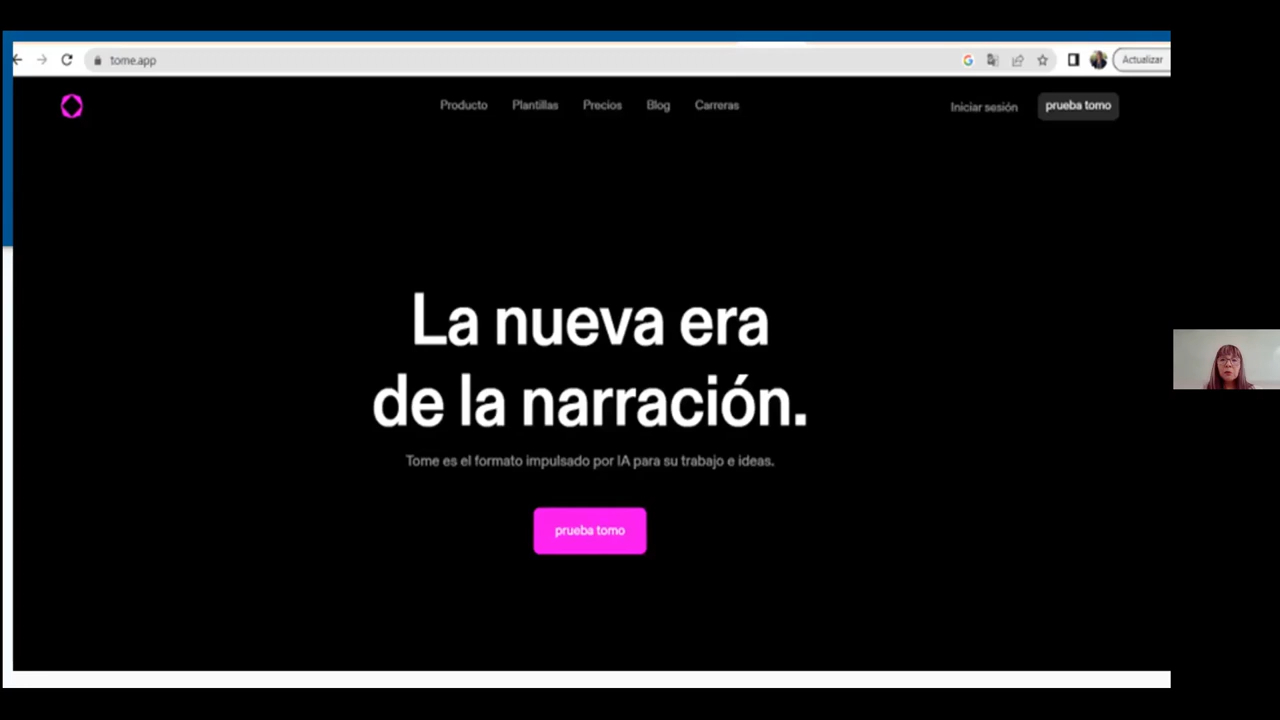 tome.app
Actualizar
Producto Plantillas Precios Blog Carreras
Iniciar sesión prueba tomo
La nueva era
de la narración.
Tome es el formato impulsado por IA para su trabajo e ideas.
prueba tomo